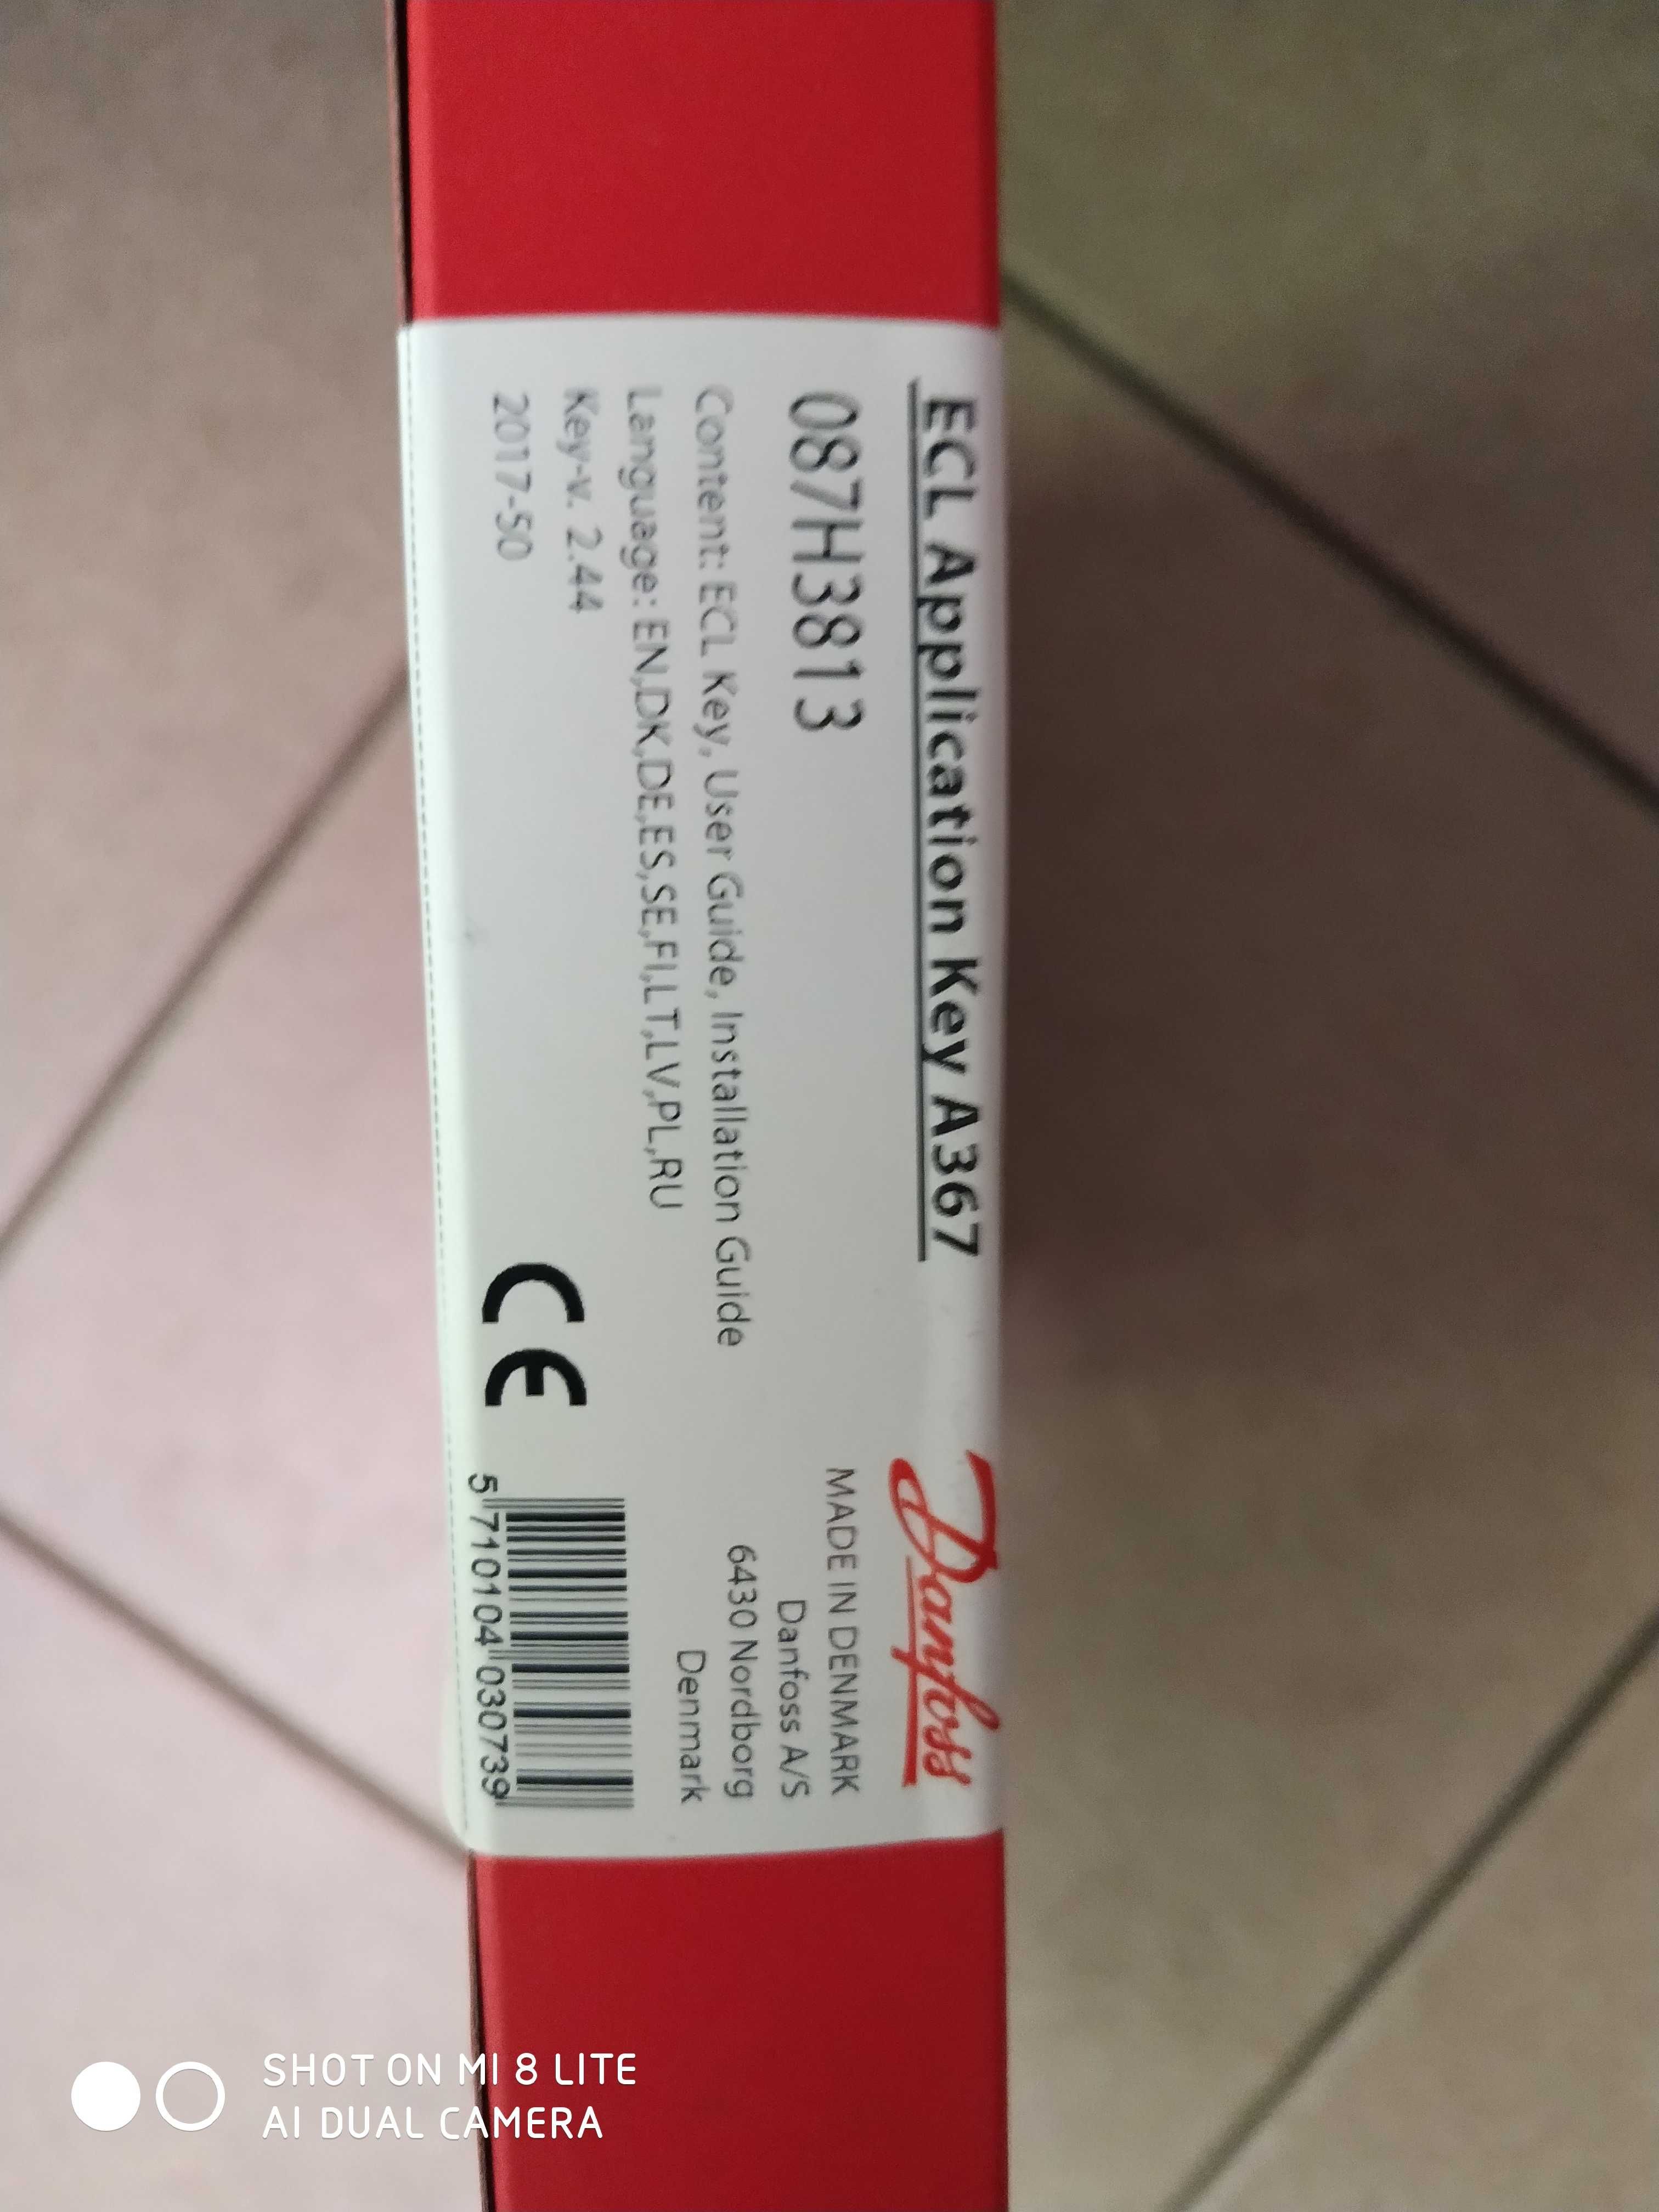 ECL Application Key A367
087H3813
Content: ECL Key, User Guide, Installation Guide
Language: EN,DK,DE,ES,SE,FI,LT,LV,PL,RU
Key-v. 2.44
2017-50
CE
Danfoss
MADE IN DENMARK
Danfoss A/S
6430 Nordborg
Denmark
5 710104 030739
SHOT ON MI 8 LITE
AI DUAL CAMERA